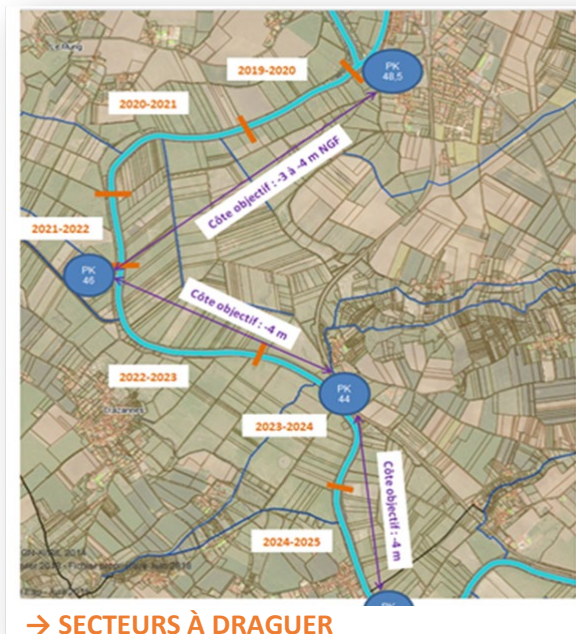 2019-2020
PK
48,5
2020-2021
Côte objectif : -3 à -4 m NGF
2021-2022
PK
46
Côte objectif : -4 m
2022-2023
PK
44
2023-2024
Côte objectif : -4 m
2024-2025
PK
→ SECTEURS À DRAGUER